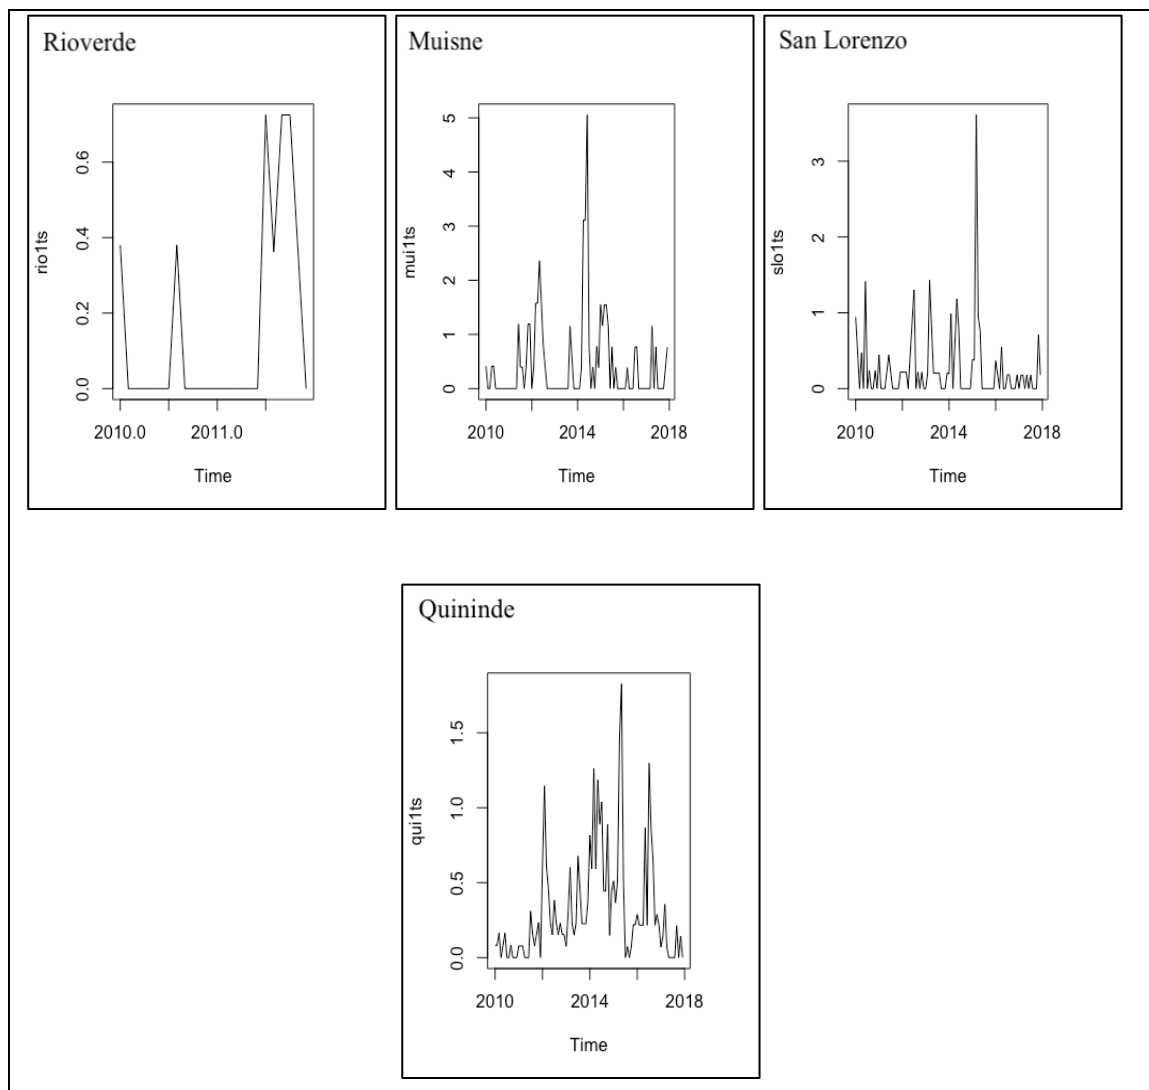 Rioverde
rio1ts
0.0 0.2 0.4 0.6
2010.0 2011.0
Time
Muisne
mui1ts
0 1 2 3 4 5
2010 2014 2018
Time
San Lorenzo
slo1ts
0 1 2 3
2010 2014 2018
Time
Quininde
qui1ts
0.0 0.5 1.0 1.5
2010 2014 2018
Time